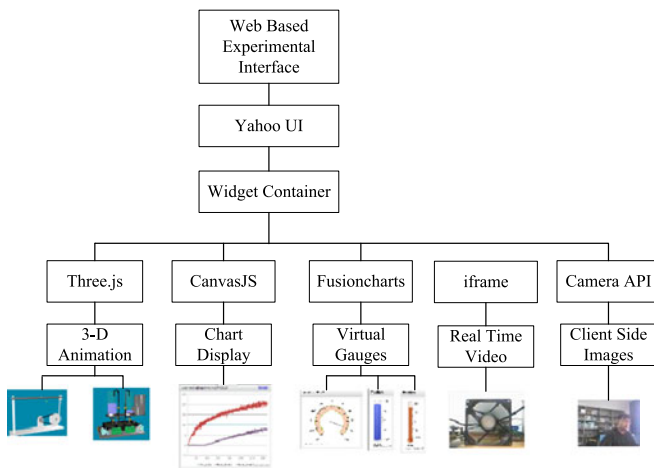 Web Based
Experimental
Interface
Yahoo UI
Widget Container
Three.js
CanvasJS
Fusioncharts
iframe
Camera API
3-D
Animation
Chart
Display
Virtual
Gauges
Real Time
Video
Client Side
Images